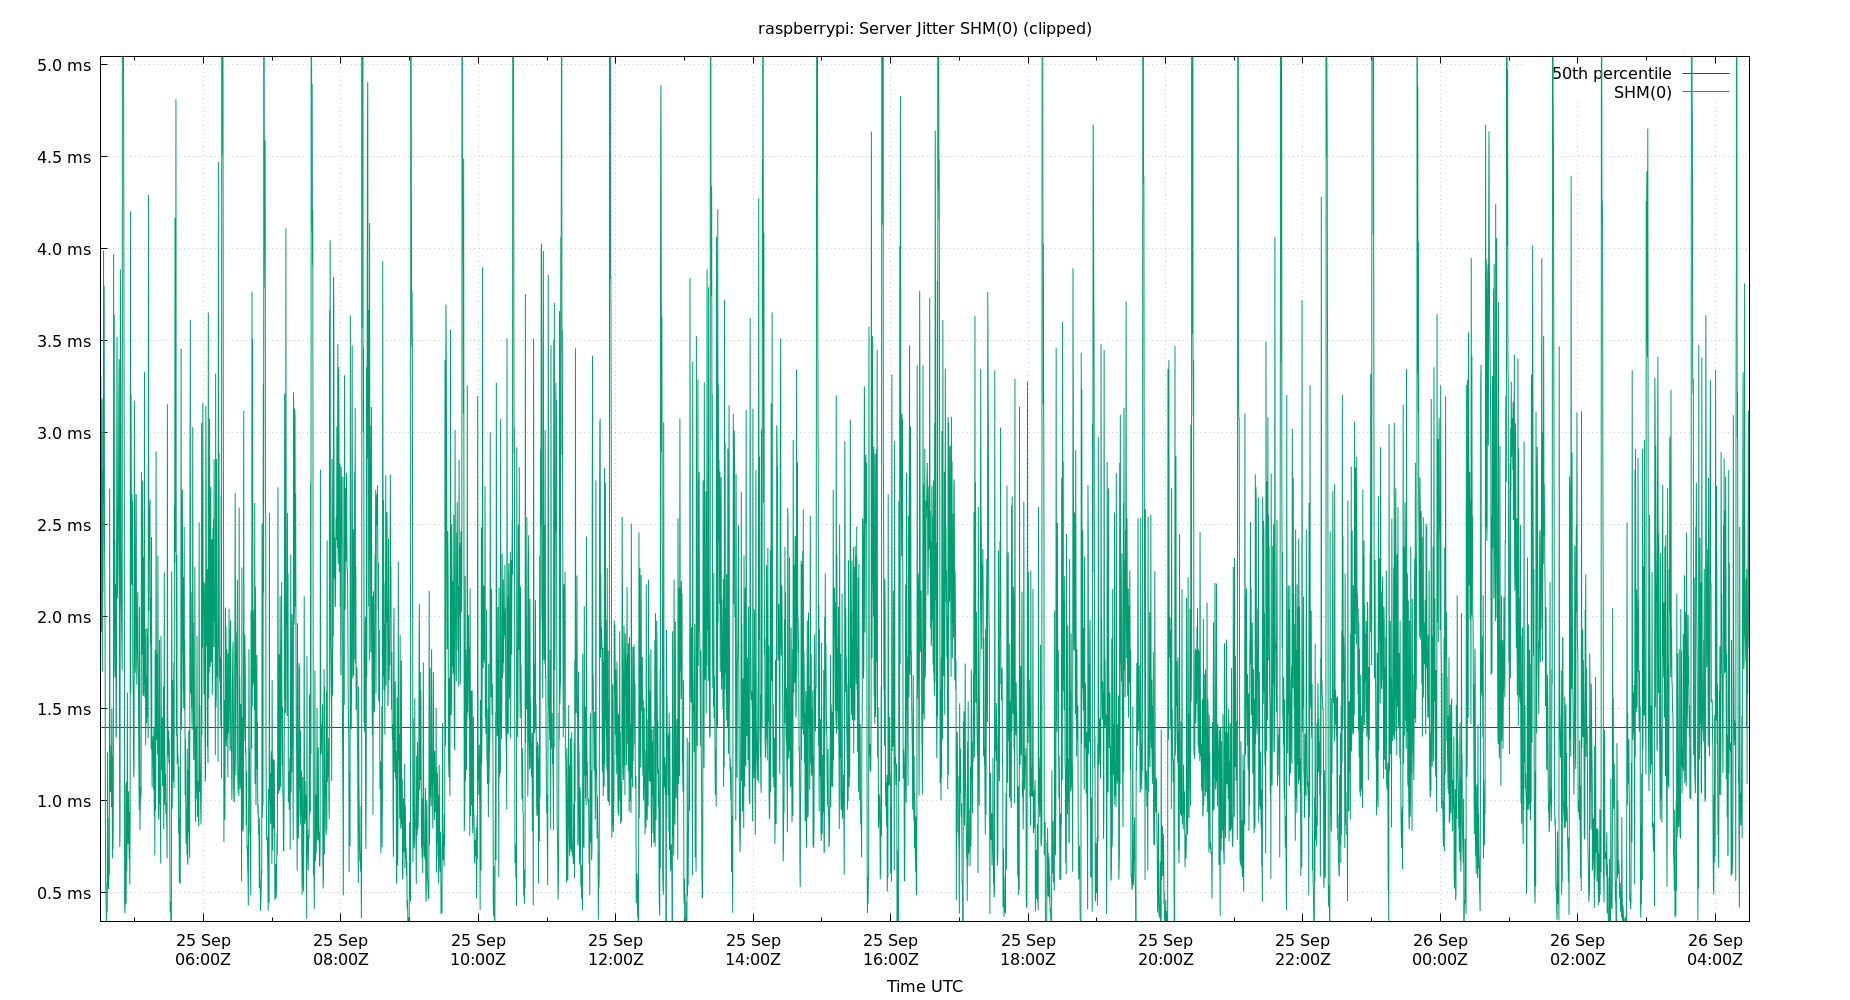 raspberrypi: Server Jitter SHM(0) (clipped)
50th percentile
SHM(0)
5.0 ms
4.5 ms
4.0 ms
3.5 ms
3.0 ms
2.5 ms
2.0 ms
1.5 ms
1.0 ms
0.5 ms
25 Sep 25 Sep 25 Sep 25 Sep 25 Sep 25 Sep 25 Sep 25 Sep 25 Sep 26 Sep 26 Sep 26 Sep
06:00Z 08:00Z 10:00Z 12:00Z 14:00Z 16:00Z 18:00Z 20:00Z 22:00Z 00:00Z 02:00Z 04:00Z
Time UTC